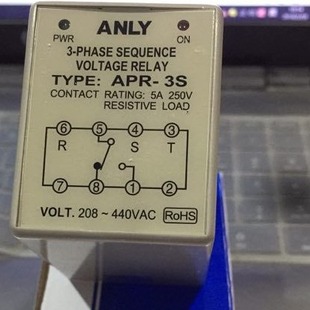 ANLY
PWR ON
3-PHASE SEQUENCE
VOLTAGE RELAY
TYPE: APR-3S
CONTACT RATING: 5A 250V
RESISTIVE LOAD
6 5 4 3
R S T
7 8 1 2
VOLT. 208 ~ 440VAC RoHS